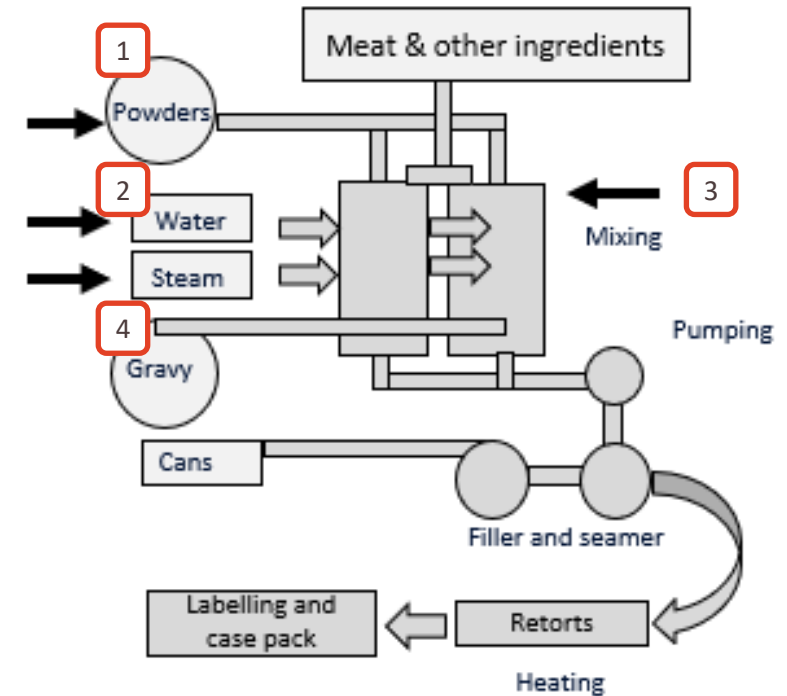 Meat & other ingredients
1
Powders
2
Water
3
Mixing
Steam
4
Gravy
Pumping
Cans
Filler and seamer
Labelling and
case pack
Retorts
Heating